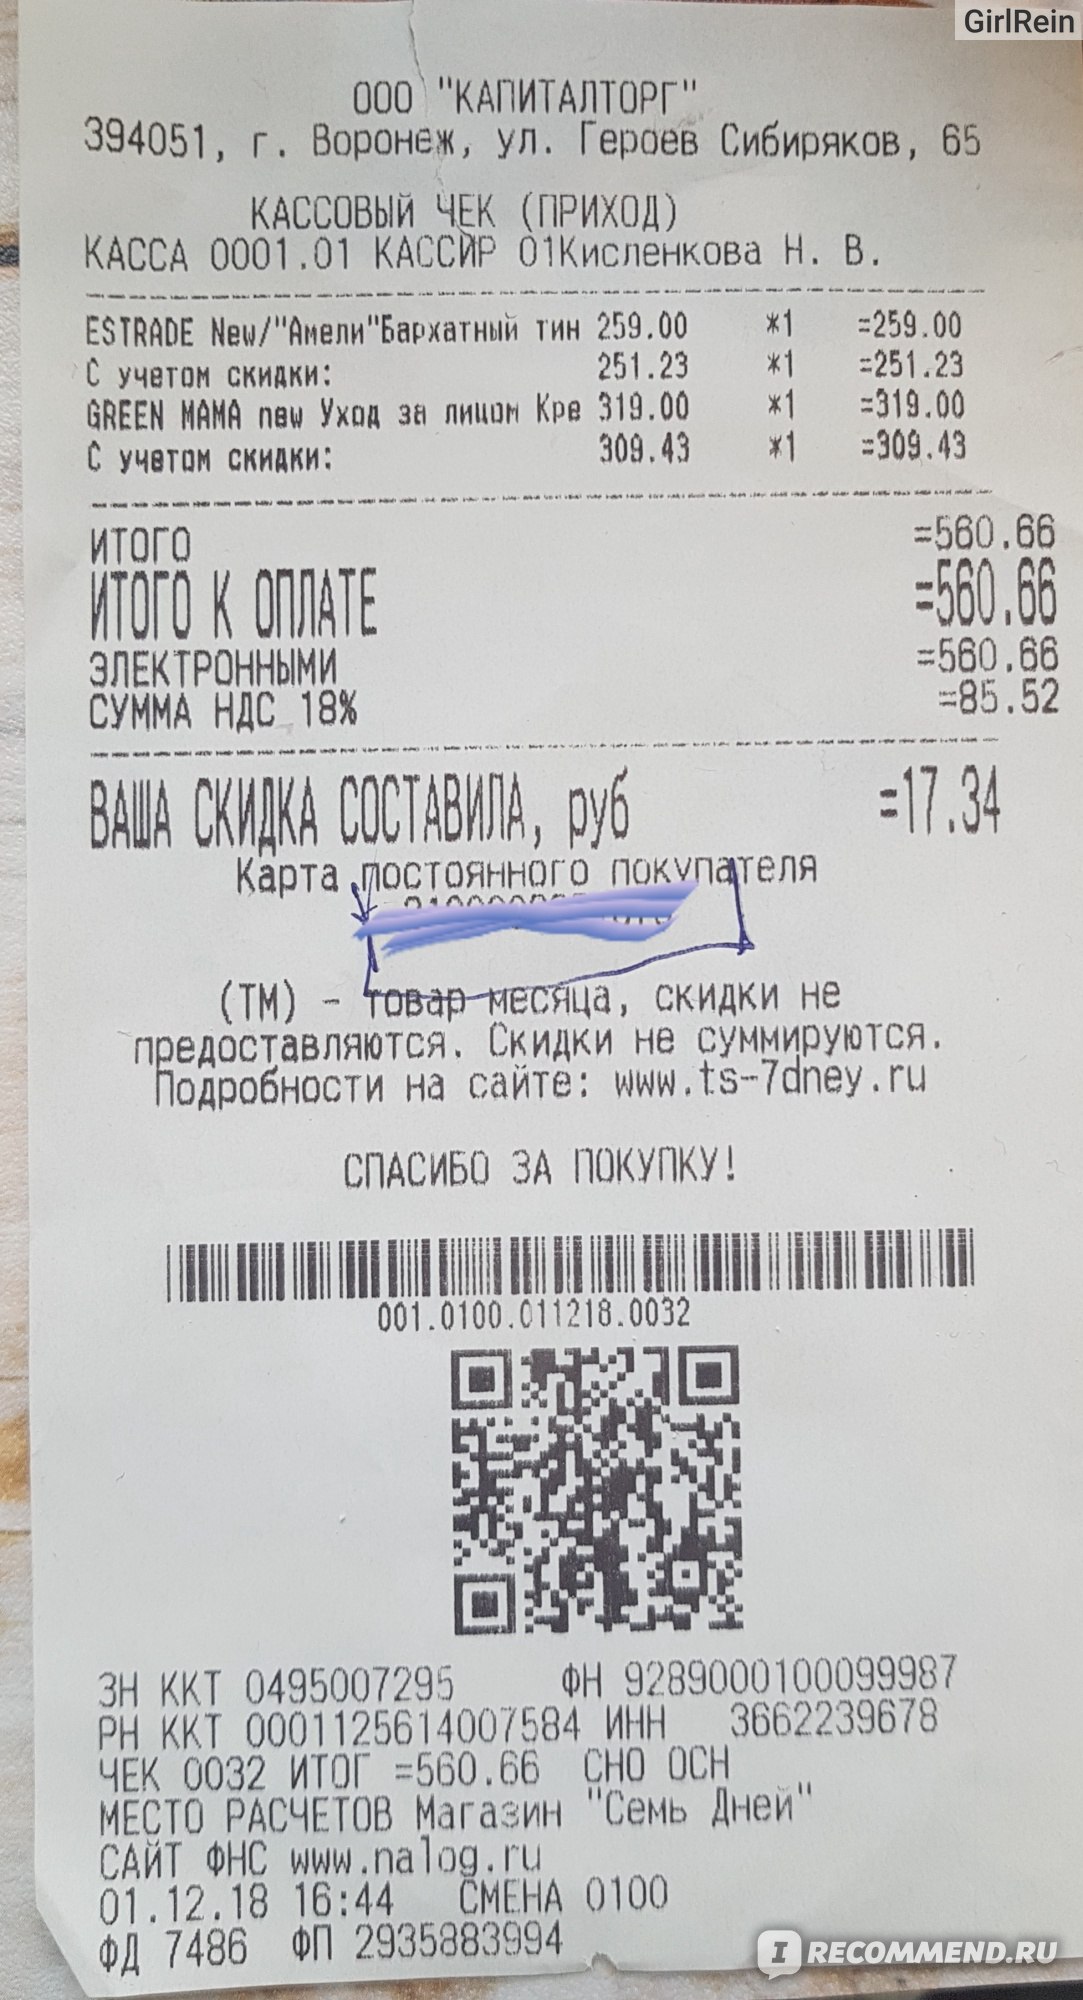 GirlRein
ООО "КАПИТАЛТОРГ"
394051, г. Воронеж, ул. Героев Сибиряков, 65
КАССОВЫЙ ЧЕК (ПРИХОД)
КАССА 0001.01 КАССИР 01Кисленкова Н. В.
ESTRADE New/"Амели"Бархатный тин 259.00 *1 =259.00
С учетом скидки: 251.23 *1 =251.23
GREEN MAMA new Уход за лицом Кре 319.00 *1 =319.00
С учетом скидки: 309.43 *1 =309.43
ИТОГО =560.66
ИТОГО К ОПЛАТЕ =560.66
ЭЛЕКТРОННЫМИ =560.66
СУММА НДС 18% =85.52
ВАША СКИДКА СОСТАВИЛА, руб =17.34
Карта постоянного покупателя
(ТМ) - товар месяца, скидки не
предоставляются. Скидки не суммируются.
Подробности на сайте: www.ts-7dney.ru
СПАСИБО ЗА ПОКУПКУ!
001.0100.011218.0032
ЗН ККТ 0495007295 ФН 9289000100099987
РН ККТ 0001125614007584 ИНН 3662239678
ЧЕК 0032 ИТОГ =560.66 СНО ОСН
МЕСТО РАСЧЕТОВ Магазин "Семь Дней"
САЙТ ФНС www.nalog.ru
01.12.18 16:44 СМЕНА 0100
ФД 7486 ФП 2935883994
IRECOMMEND.RU